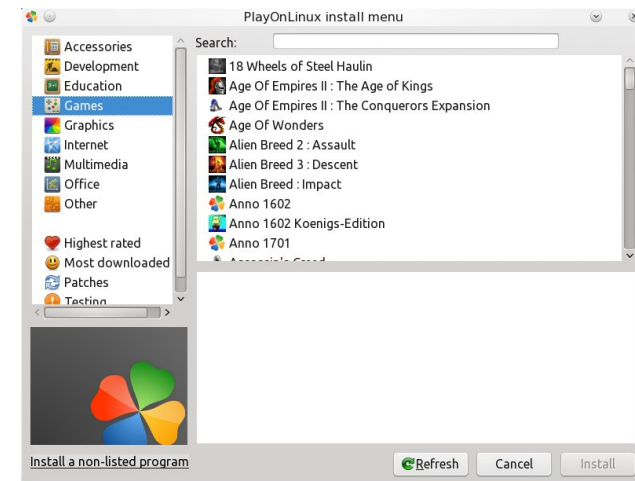 PlayOnLinux install menu
Accessories
Development
Education
Games
Graphics
Internet
Multimedia
Office
Other
Highest rated
Most downloaded
Patches
Testing
Install a non-listed program
Search:
18 Wheels of Steel Haulin
Age Of Empires II : The Age of Kings
Age Of Empires II : The Conquerors Expansion
Age Of Wonders
Alien Breed 2 : Assault
Alien Breed 3 : Descent
Alien Breed : Impact
Anno 1602
Anno 1602 Koenigs-Edition
Anno 1701
Assassin's Creed
Refresh
Cancel
Install